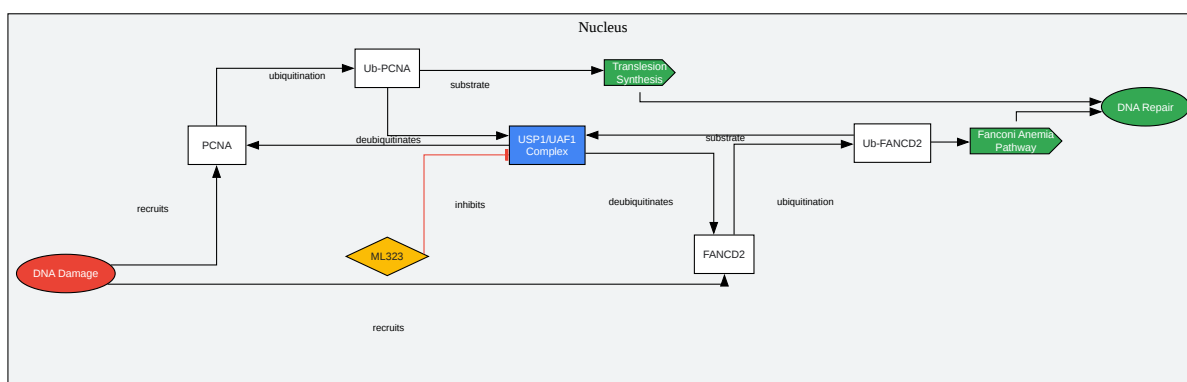 Nucleus
Translesion
Synthesis
Ub-PCNA
ubiquitination
substrate
DNA Repair
USP1/UAF1
Complex
deubiquitinates
substrate
PCNA
Ub-FANCD2
Fanconi Anemia
Pathway
recruits
inhibits
deubiquitinates
ubiquitination
ML323
FANCD2
DNA Damage
recruits